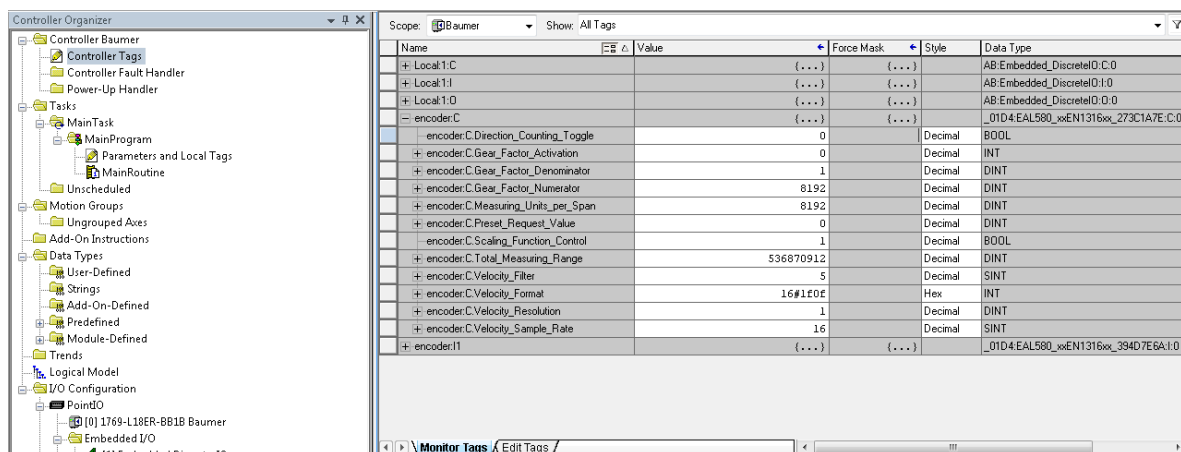 Controller Organizer
Controller Baumer
Controller Tags
Controller Fault Handler
Power-Up Handler
Tasks
MainTask
MainProgram
Parameters and Local Tags
MainRoutine
Unscheduled
Motion Groups
Ungrouped Axes
Add-On Instructions
Data Types
User-Defined
Strings
Add-On-Defined
Predefined
Module-Defined
Trends
Logical Model
I/O Configuration
PointIO
[0] 1769-L18ER-BB1B Baumer
Embedded I/O
Scope: Baumer Show: All Tags
Name Value Force Mask Style Data Type
Local:1:C {...} {...} AB:Embedded_DiscreteIO:C:0
Local:1:I {...} {...} AB:Embedded_DiscreteIO:I:0
Local:1:O {...} {...} AB:Embedded_DiscreteIO:O:0
encoder:C {...} {...} _01D4:EAL580_xxEN1316xx_273C1A7E:C:0
encoder:C.Direction_Counting_Toggle 0 Decimal BOOL
encoder:C.Gear_Factor_Activation 0 Decimal INT
encoder:C.Gear_Factor_Denominator 1 Decimal DINT
encoder:C.Gear_Factor_Numerator 8192 Decimal DINT
encoder:C.Measuring_Units_per_Span 8192 Decimal DINT
encoder:C.Preset_Request_Value 0 Decimal DINT
encoder:C.Scaling_Function_Control 1 Decimal BOOL
encoder:C.Total_Measuring_Range 536870912 Decimal DINT
encoder:C.Velocity_Filter 5 Decimal SINT
encoder:C.Velocity_Format 16#1f0f Hex INT
encoder:C.Velocity_Resolution 1 Decimal DINT
encoder:C.Velocity_Sample_Rate 16 Decimal SINT
encoder:I1 {...} {...} _01D4:EAL580_xxEN1316xx_394D7E6A:I:0
Monitor Tags Edit Tags